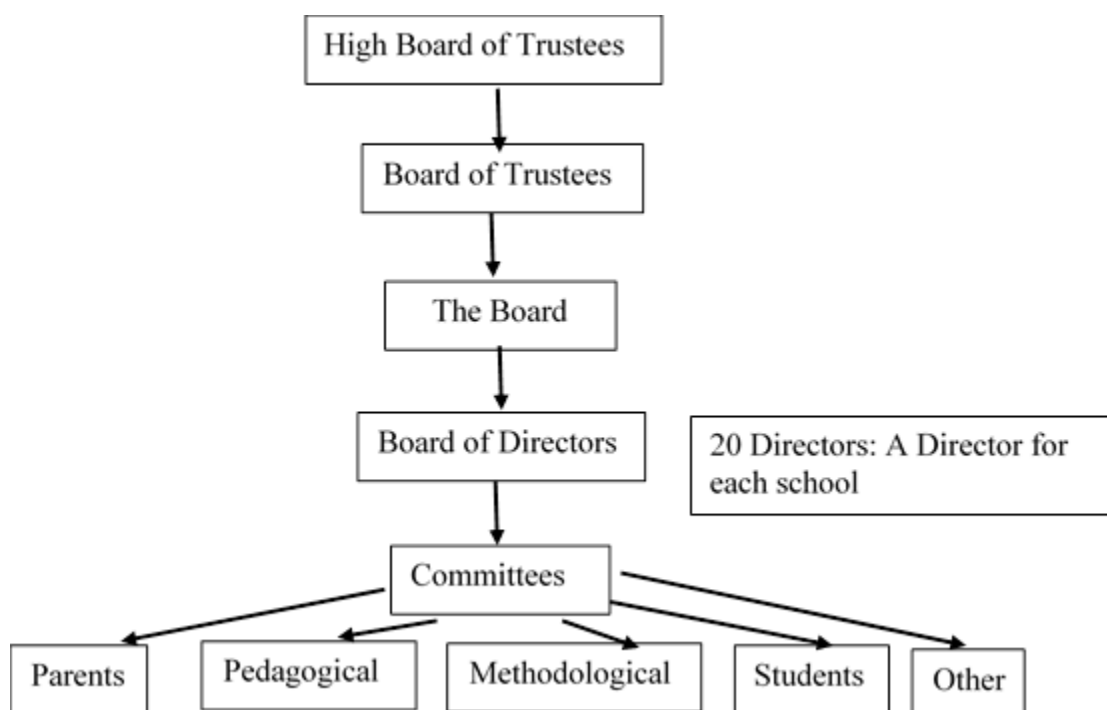 High Board of Trustees
Board of Trustees
The Board
Board of Directors
20 Directors: A Director for
each school
Committees
Parents
Pedagogical
Methodological
Students
Other